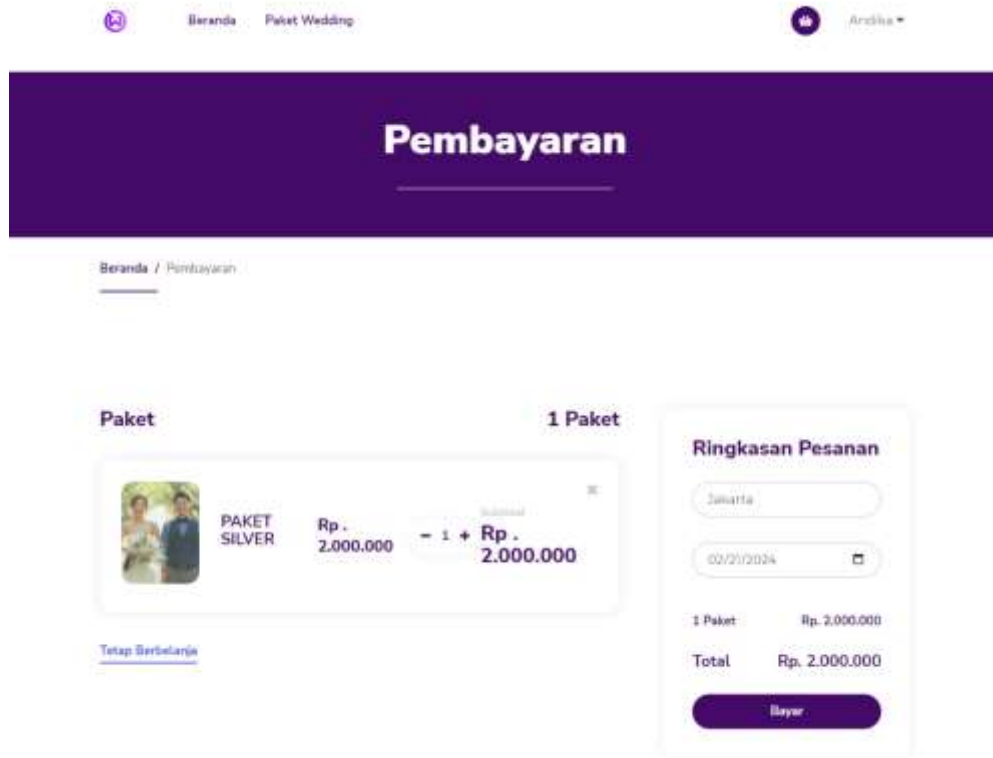 Beranda Paket Wedding Andika
Pembayaran
Beranda / Pembayaran
Paket 1 Paket
PAKET
SILVER
Rp .
2.000.000
- 1 +
Subtotal
Rp .
2.000.000
Tetap Berbelanja
Ringkasan Pesanan
Jakarta
02/21/2024
1 Paket Rp. 2.000.000
Total Rp. 2.000.000
Bayar